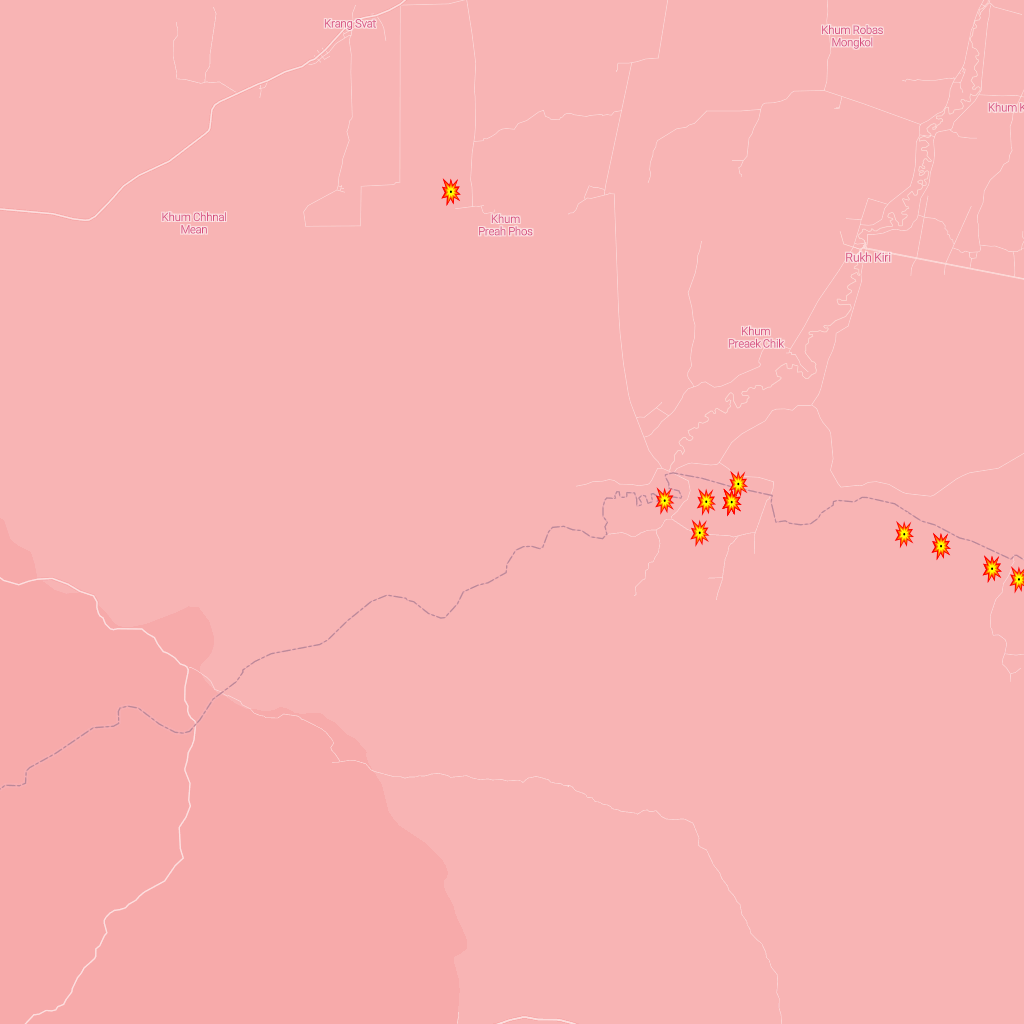 Krang Svat
Khum Robas
Mongkol
Khum K
Khum Chhnal
Mean
Khum
Preah Phos
Rukh Kiri
Khum
Preaek Chik